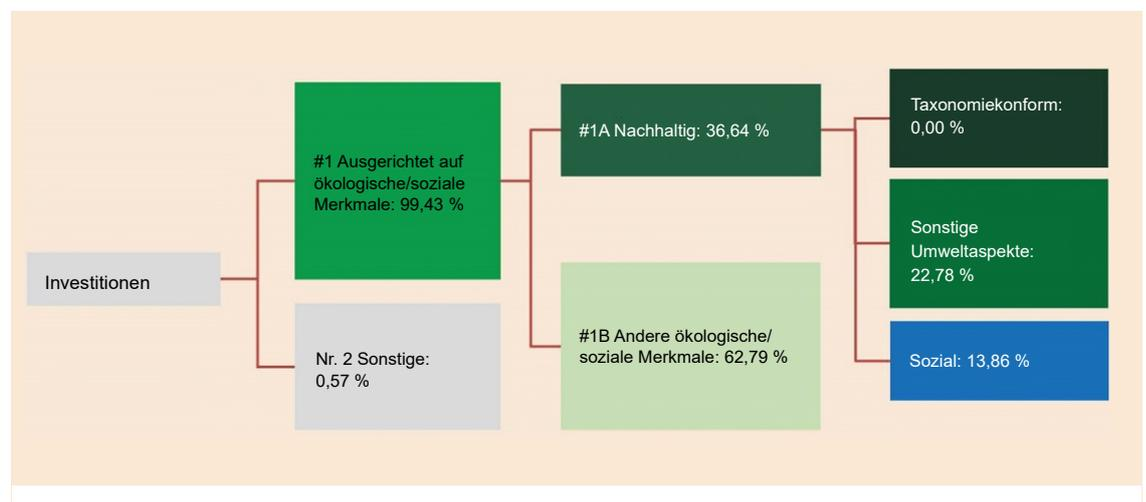 Investitionen
#1 Ausgerichtet auf
ökologische/soziale
Merkmale: 99,43 %
Nr. 2 Sonstige:
0,57 %
#1A Nachhaltig: 36,64 %
#1B Andere ökologische/
soziale Merkmale: 62,79 %
Taxonomiekonform:
0,00 %
Sonstige
Umweltaspekte:
22,78 %
Sozial: 13,86 %